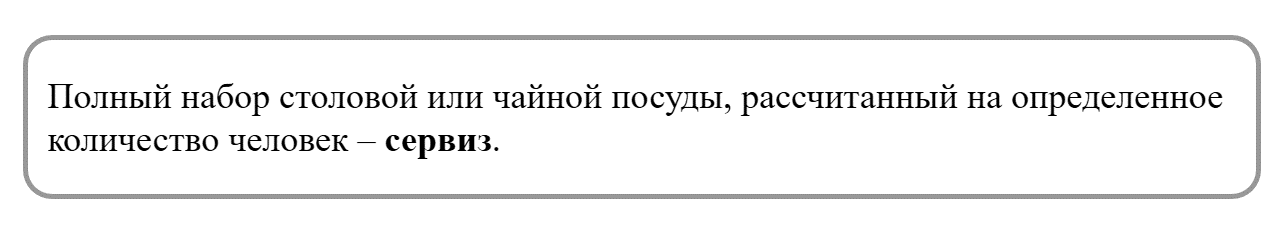 Полный набор столовой или чайной посуды, рассчитанный на определенное
количество человек – сервиз.